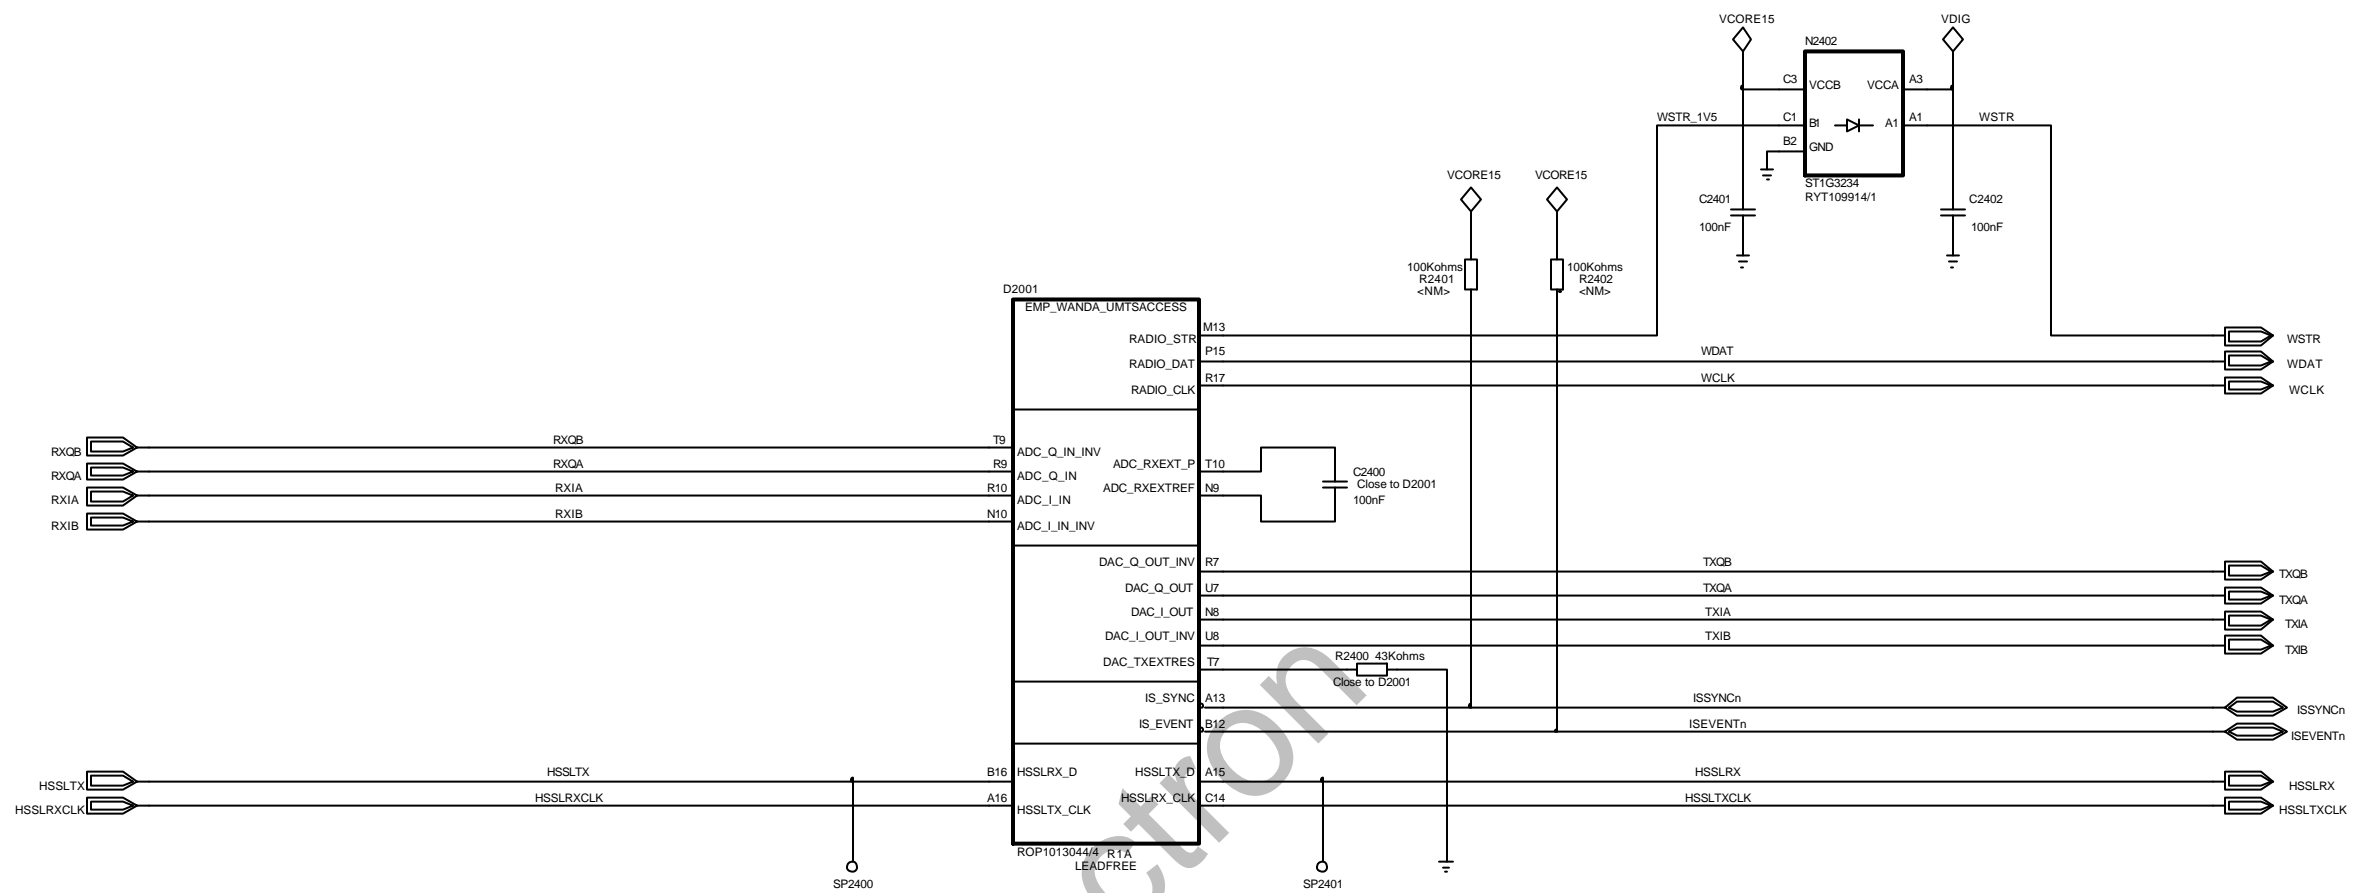 VCORE15
VDIG
N2402
C3 VCCB VCCA A3
WSTR_1V5 C1 B1 A1 A1 WSTR
B2 GND
ST1G3234
RYT109914/1
C2401
100nF
C2402
100nF
VCORE15
VCORE15
100Kohms
R2401
<NM>
100Kohms
R2402
<NM>
D2001
EMP_WANDA_UMTSACCESS
RADIO_STR M13 WSTR
RADIO_DAT P15 WDAT WDAT
RADIO_CLK R17 WCLK WCLK
RXQB RXQB T9 ADC_Q_IN_INV
RXQA RXQA R9 ADC_Q_IN
RXIA RXIA R10 ADC_I_IN
RXIB RXIB N10 ADC_I_IN_INV
ADC_RXEXT_P T10
ADC_RXEXTREF N9
C2400
Close to D2001
100nF
DAC_Q_OUT_INV R7 TXQB TXQB
DAC_Q_OUT U7 TXQA TXQA
DAC_I_OUT N8 TXIA TXIA
DAC_I_OUT_INV U8 TXIB TXIB
DAC_TXEXTRES T7
R2400 43Kohms
Close to D2001
IS_SYNC A13 ISSYNCn ISSYNCn
IS_EVENT B12 ISEVENTn ISEVENTn
HSSLTX HSSLTX B16 HSSLRX_D HSSLTX_D A15 HSSLRX HSSLRX
HSSLRXCLK HSSLRXCLK A16 HSSLTX_CLK HSSLRX_CLK C14 HSSLTXCLK HSSLTXCLK
ROP1013044/4 R1A
LEADFREE
SP2400
SP2401
ctron